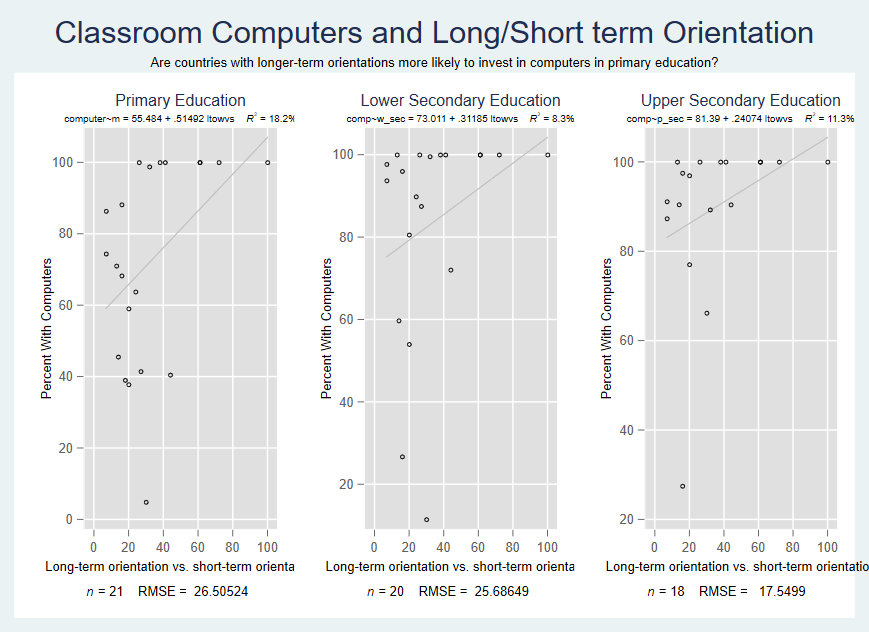 Classroom Computers and Long/Short term Orientation
Are countries with longer-term orientations more likely to invest in computers in primary education?
Primary Education
computer~m = 55.484 + .51492 ltowvs R² = 18.2%
Percent With Computers
100
80
60
40
20
0
0 20 40 60 80 100
Long-term orientation vs. short-term orienta
n = 21 RMSE = 26.50524
Lower Secondary Education
comp~w_sec = 73.011 + .31185 ltowvs R² = 8.3%
Percent With Computers
100
80
60
40
20
0 20 40 60 80 100
Long-term orientation vs. short-term orienta
n = 20 RMSE = 25.68649
Upper Secondary Education
comp~p_sec = 81.39 + .24074 ltowvs R² = 11.3%
Percent With Computers
100
80
60
40
20
0 20 40 60 80 100
Long-term orientation vs. short-term orientatio
n = 18 RMSE = 17.5499